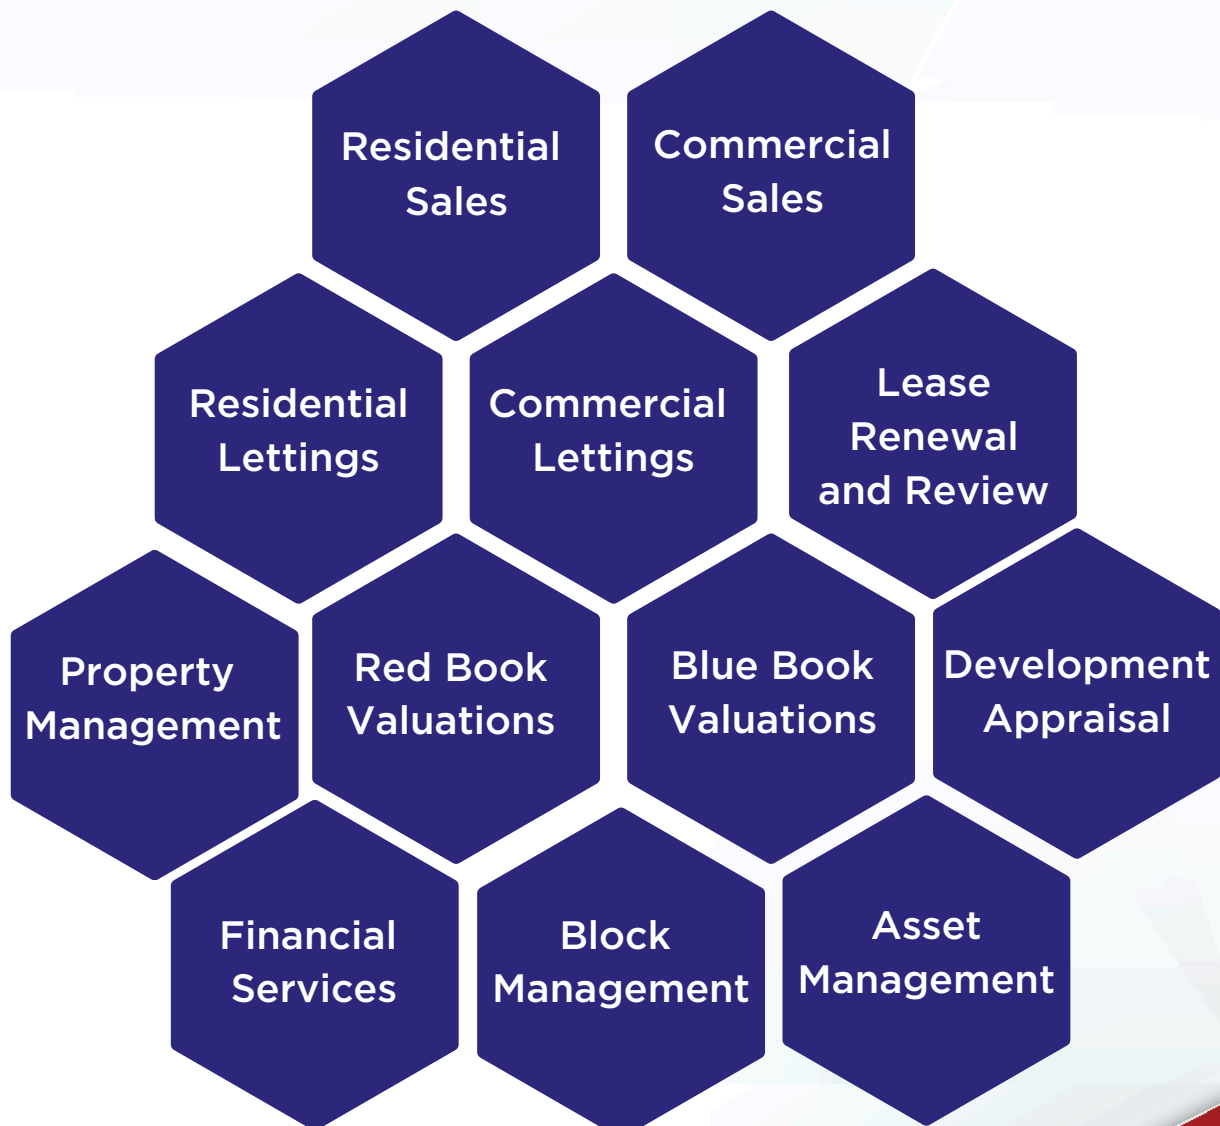 Residential
Sales
Commercial
Sales
Residential
Lettings
Commercial
Lettings
Lease
Renewal
and Review
Property
Management
Red Book
Valuations
Blue Book
Valuations
Development
Appraisal
Financial
Services
Block
Management
Asset
Management